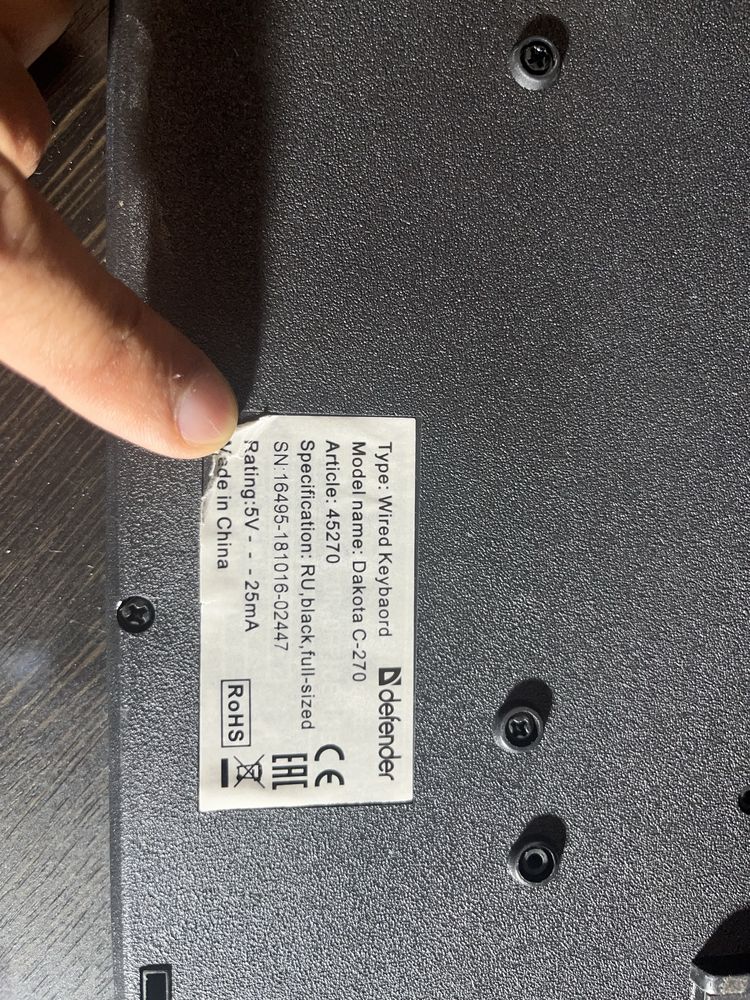 Type: Wired Keybaord
defender
Model name: Dakota C-270
Article: 45270
Specification: RU,black,full-sized
SN:16495-181016-02447
Rating:5V - - - 25mA
Made in China
CE
EAC
RoHS